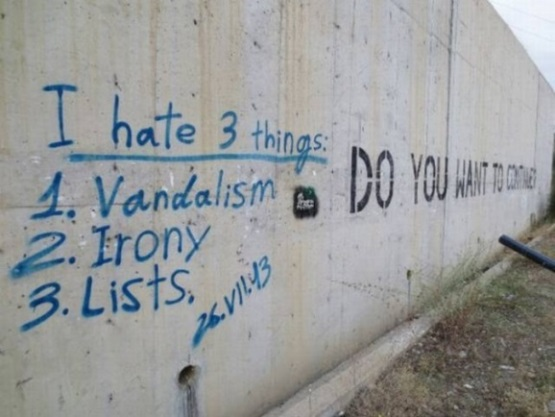 I hate 3 things:
1. Vandalism
2. Irony
3. Lists.
26.VII.13
DO YOU WANT TO CONTINUE?